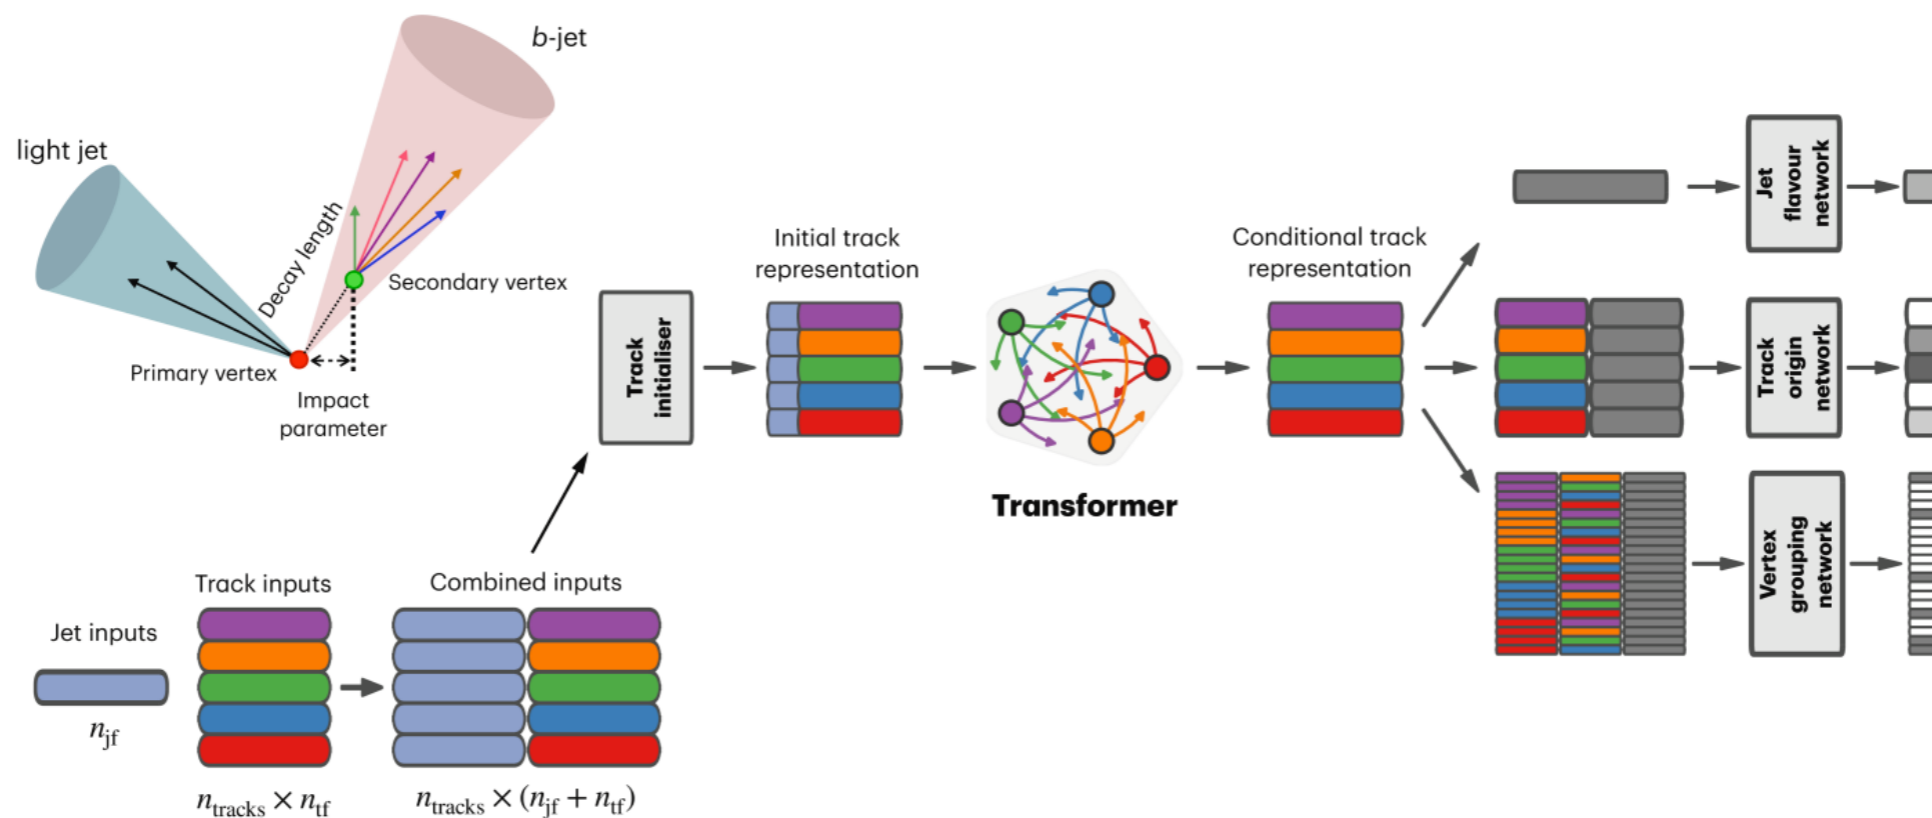 b-jet
light jet
Decay length
Secondary vertex
Primary vertex
Impact
parameter
Jet inputs
n_jf
Track inputs
n_tracks × n_tf
Combined inputs
n_tracks × (n_jf + n_tf)
Track
initialiser
Initial track
representation
Transformer
Conditional track
representation
Jet
flavour
network
Track
origin
network
Vertex
grouping
network